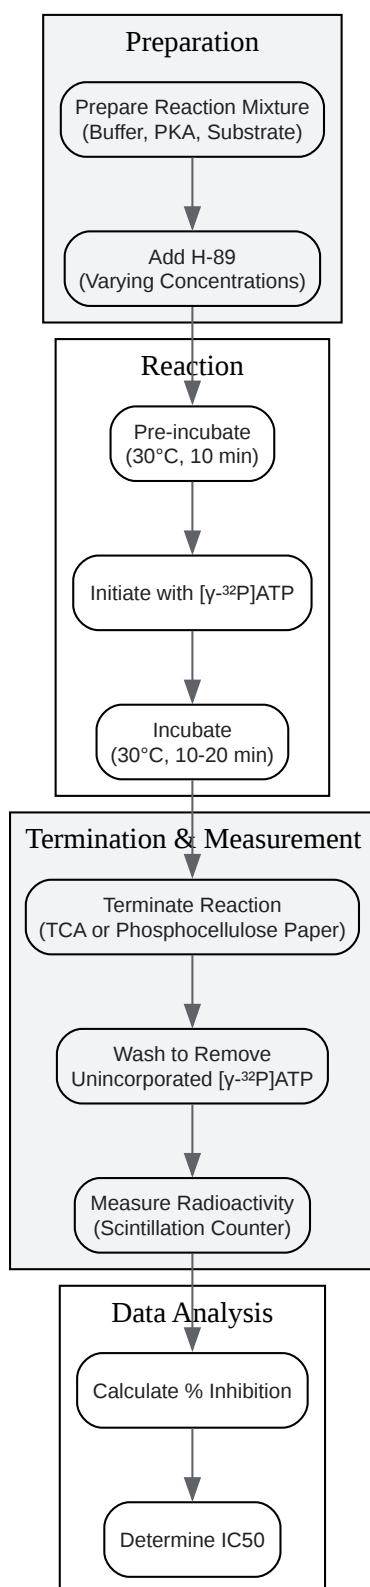 Preparation
Prepare Reaction Mixture
(Buffer, PKA, Substrate)
Add H-89
(Varying Concentrations)
Reaction
Pre-incubate
(30°C, 10 min)
Initiate with [γ-³²P]ATP
Incubate
(30°C, 10-20 min)
Termination & Measurement
Terminate Reaction
(TCA or Phosphocellulose Paper)
Wash to Remove
Unincorporated [γ-³²P]ATP
Measure Radioactivity
(Scintillation Counter)
Data Analysis
Calculate % Inhibition
Determine IC50